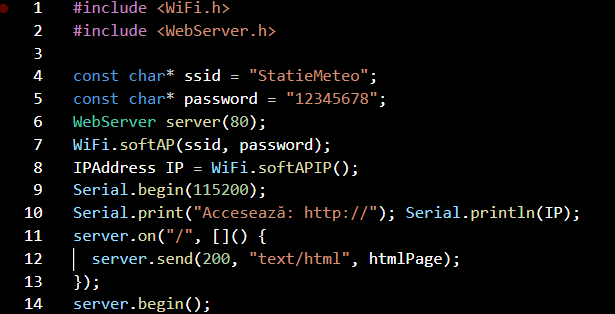 1 #include <WiFi.h>
2 #include <WebServer.h>
3
4 const char* ssid = "StatieMeteo";
5 const char* password = "12345678";
6 WebServer server(80);
7 WiFi.softAP(ssid, password);
8 IPAddress IP = WiFi.softAPIP();
9 Serial.begin(115200);
10 Serial.print("Accesează: http://"); Serial.println(IP);
11 server.on("/", []() {
12   server.send(200, "text/html", htmlPage);
13 });
14 server.begin();